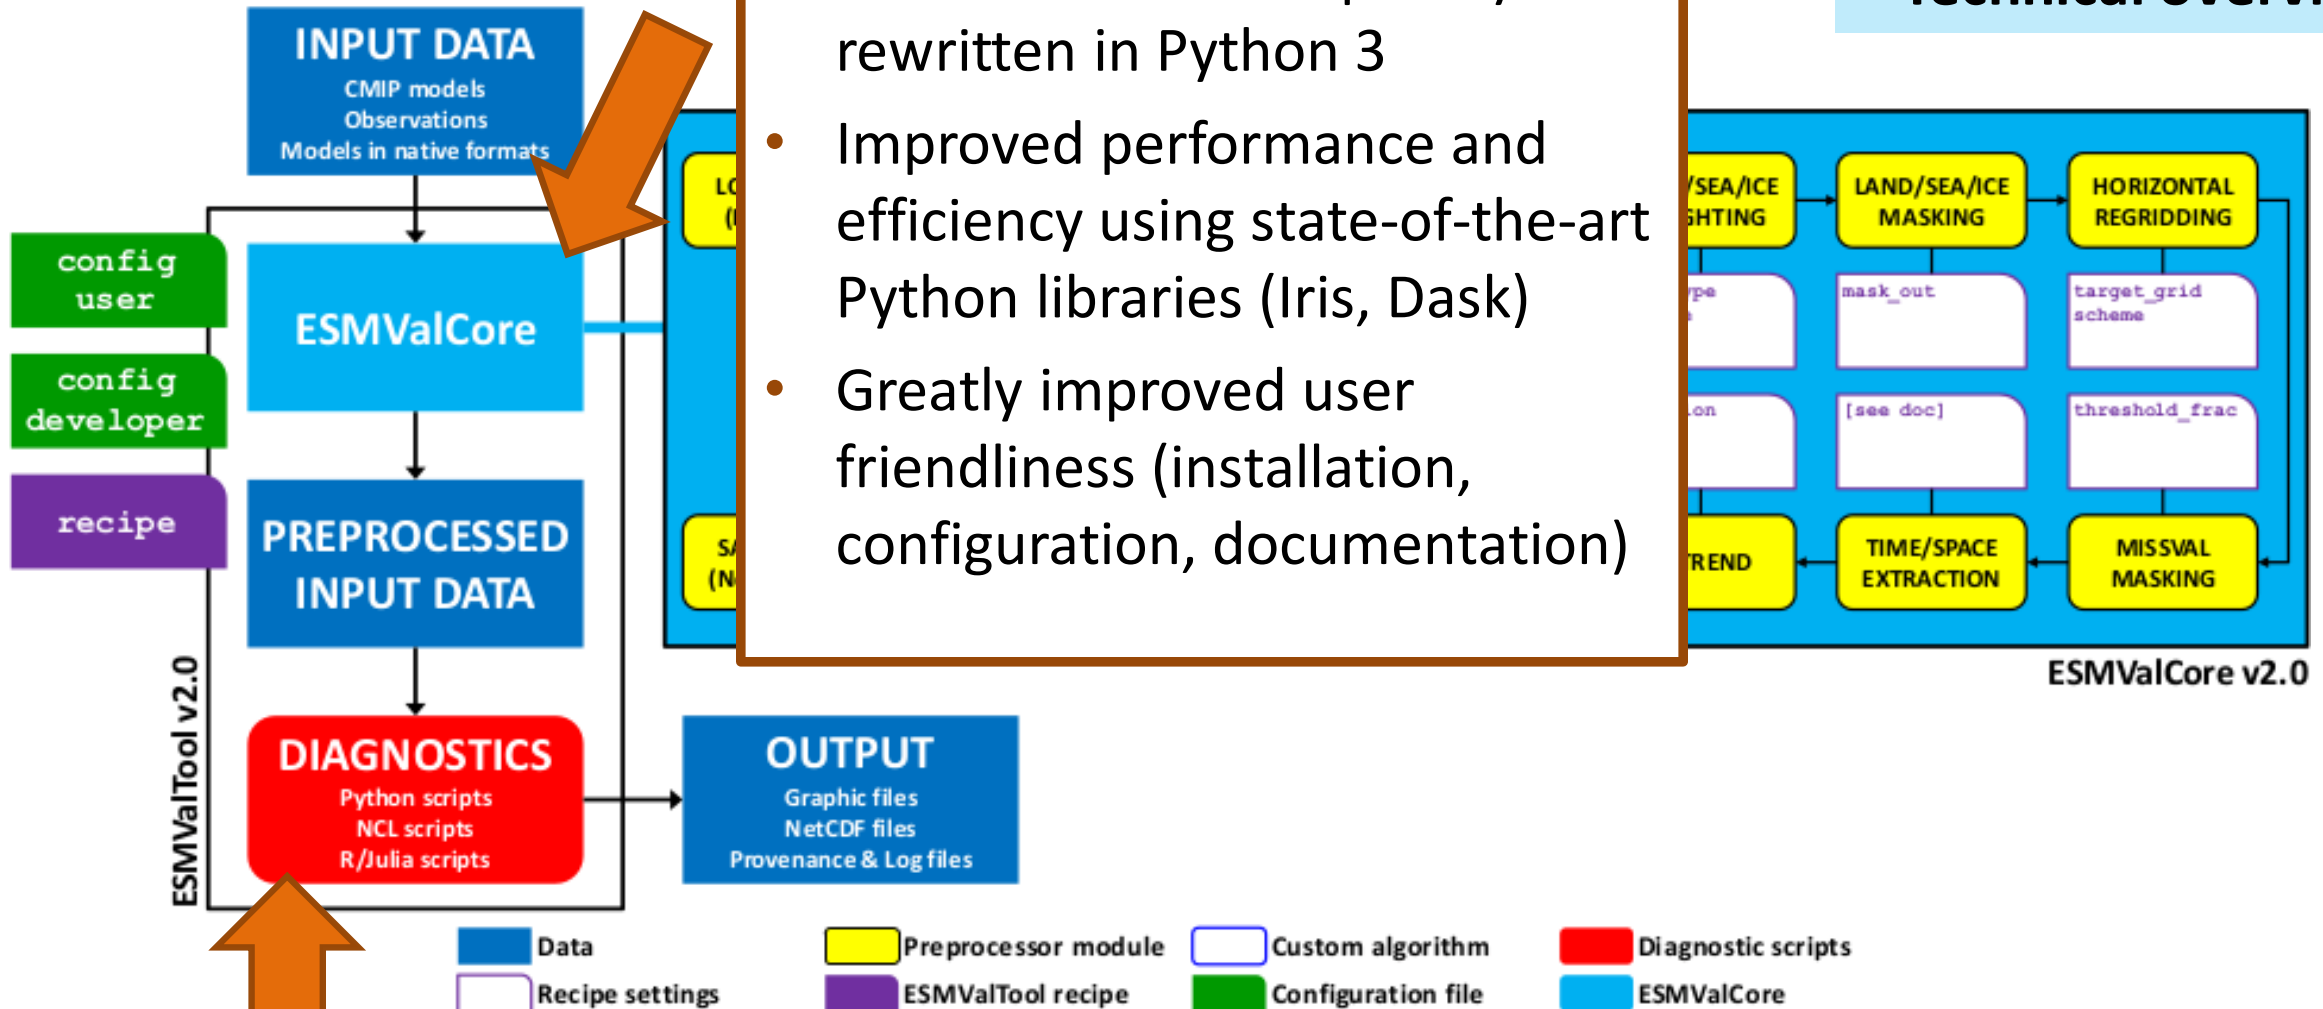 INPUT DATA
CMIP models
Observations
Models in native formats
config
user
config
developer
recipe
ESMValCore
PREPROCESSED
INPUT DATA
ESMValTool v2.0
DIAGNOSTICS
Python scripts
NCL scripts
R/Julia scripts
OUTPUT
Graphic files
NetCDF files
Provenance & Log files
rewritten in Python 3
• Improved performance and
efficiency using state-of-the-art
Python libraries (Iris, Dask)
• Greatly improved user
friendliness (installation,
configuration, documentation)
/SEA/ICE
LAND/SEA/ICE
MASKING
HORIZONTAL
REGRIDDING
mask_out
target_grid
scheme
[see doc]
threshold_frac
TIME/SPACE
EXTRACTION
MISSVAL
MASKING
ESMValCore v2.0
Data
Preprocessor module
Custom algorithm
Diagnostic scripts
Recipe settings
ESMValTool recipe
Configuration file
ESMValCore